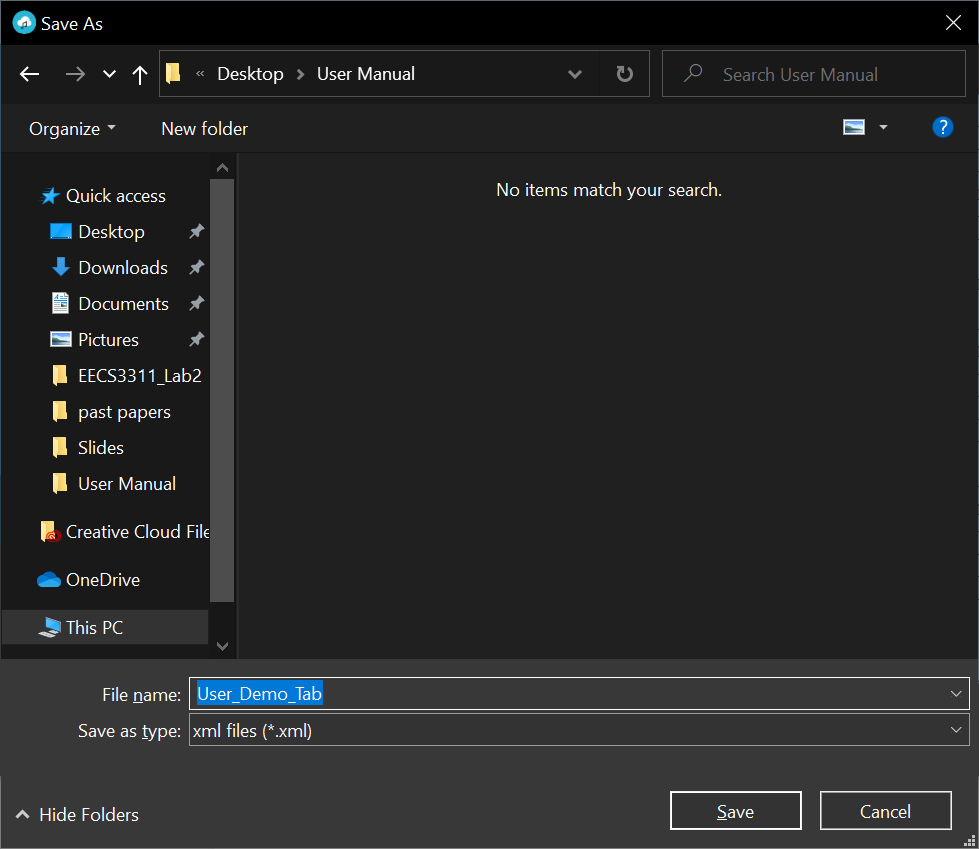 Save As
« Desktop > User Manual
Search User Manual
Organize
New folder
?
No items match your search.
Quick access
Desktop
Downloads
Documents
Pictures
EECS3311_Lab2
past papers
Slides
User Manual
Creative Cloud File
OneDrive
This PC
File name: User_Demo_Tab
Save as type: xml files (*.xml)
Hide Folders
Save
Cancel